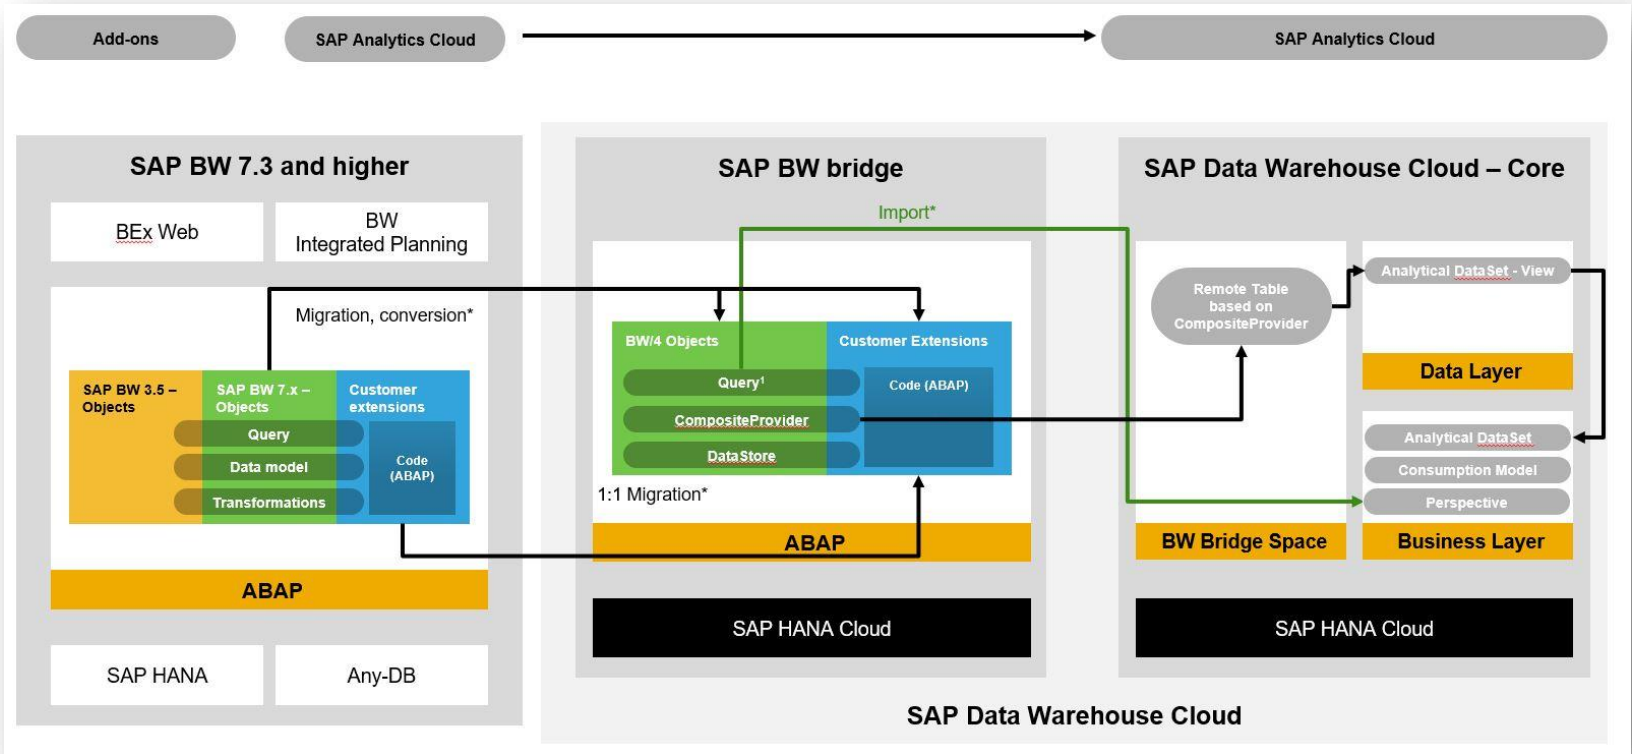 Add-ons
SAP Analytics Cloud
SAP Analytics Cloud
SAP BW 7.3 and higher
BEx Web
BW
Integrated Planning
Migration, conversion*
SAP BW 3.5 –
Objects
SAP BW 7.x –
Objects
Customer
extensions
Query
Data model
Transformations
Code
(ABAP)
ABAP
SAP HANA
Any-DB
SAP BW bridge
Import*
BW/4 Objects
Customer Extensions
Query¹
CompositeProvider
DataStore
Code (ABAP)
1:1 Migration*
ABAP
SAP HANA Cloud
SAP Data Warehouse Cloud – Core
Remote Table
based on
CompositeProvider
Analytical DataSet - View
Data Layer
Analytical DataSet
Consumption Model
Perspective
BW Bridge Space
Business Layer
SAP HANA Cloud
SAP Data Warehouse Cloud